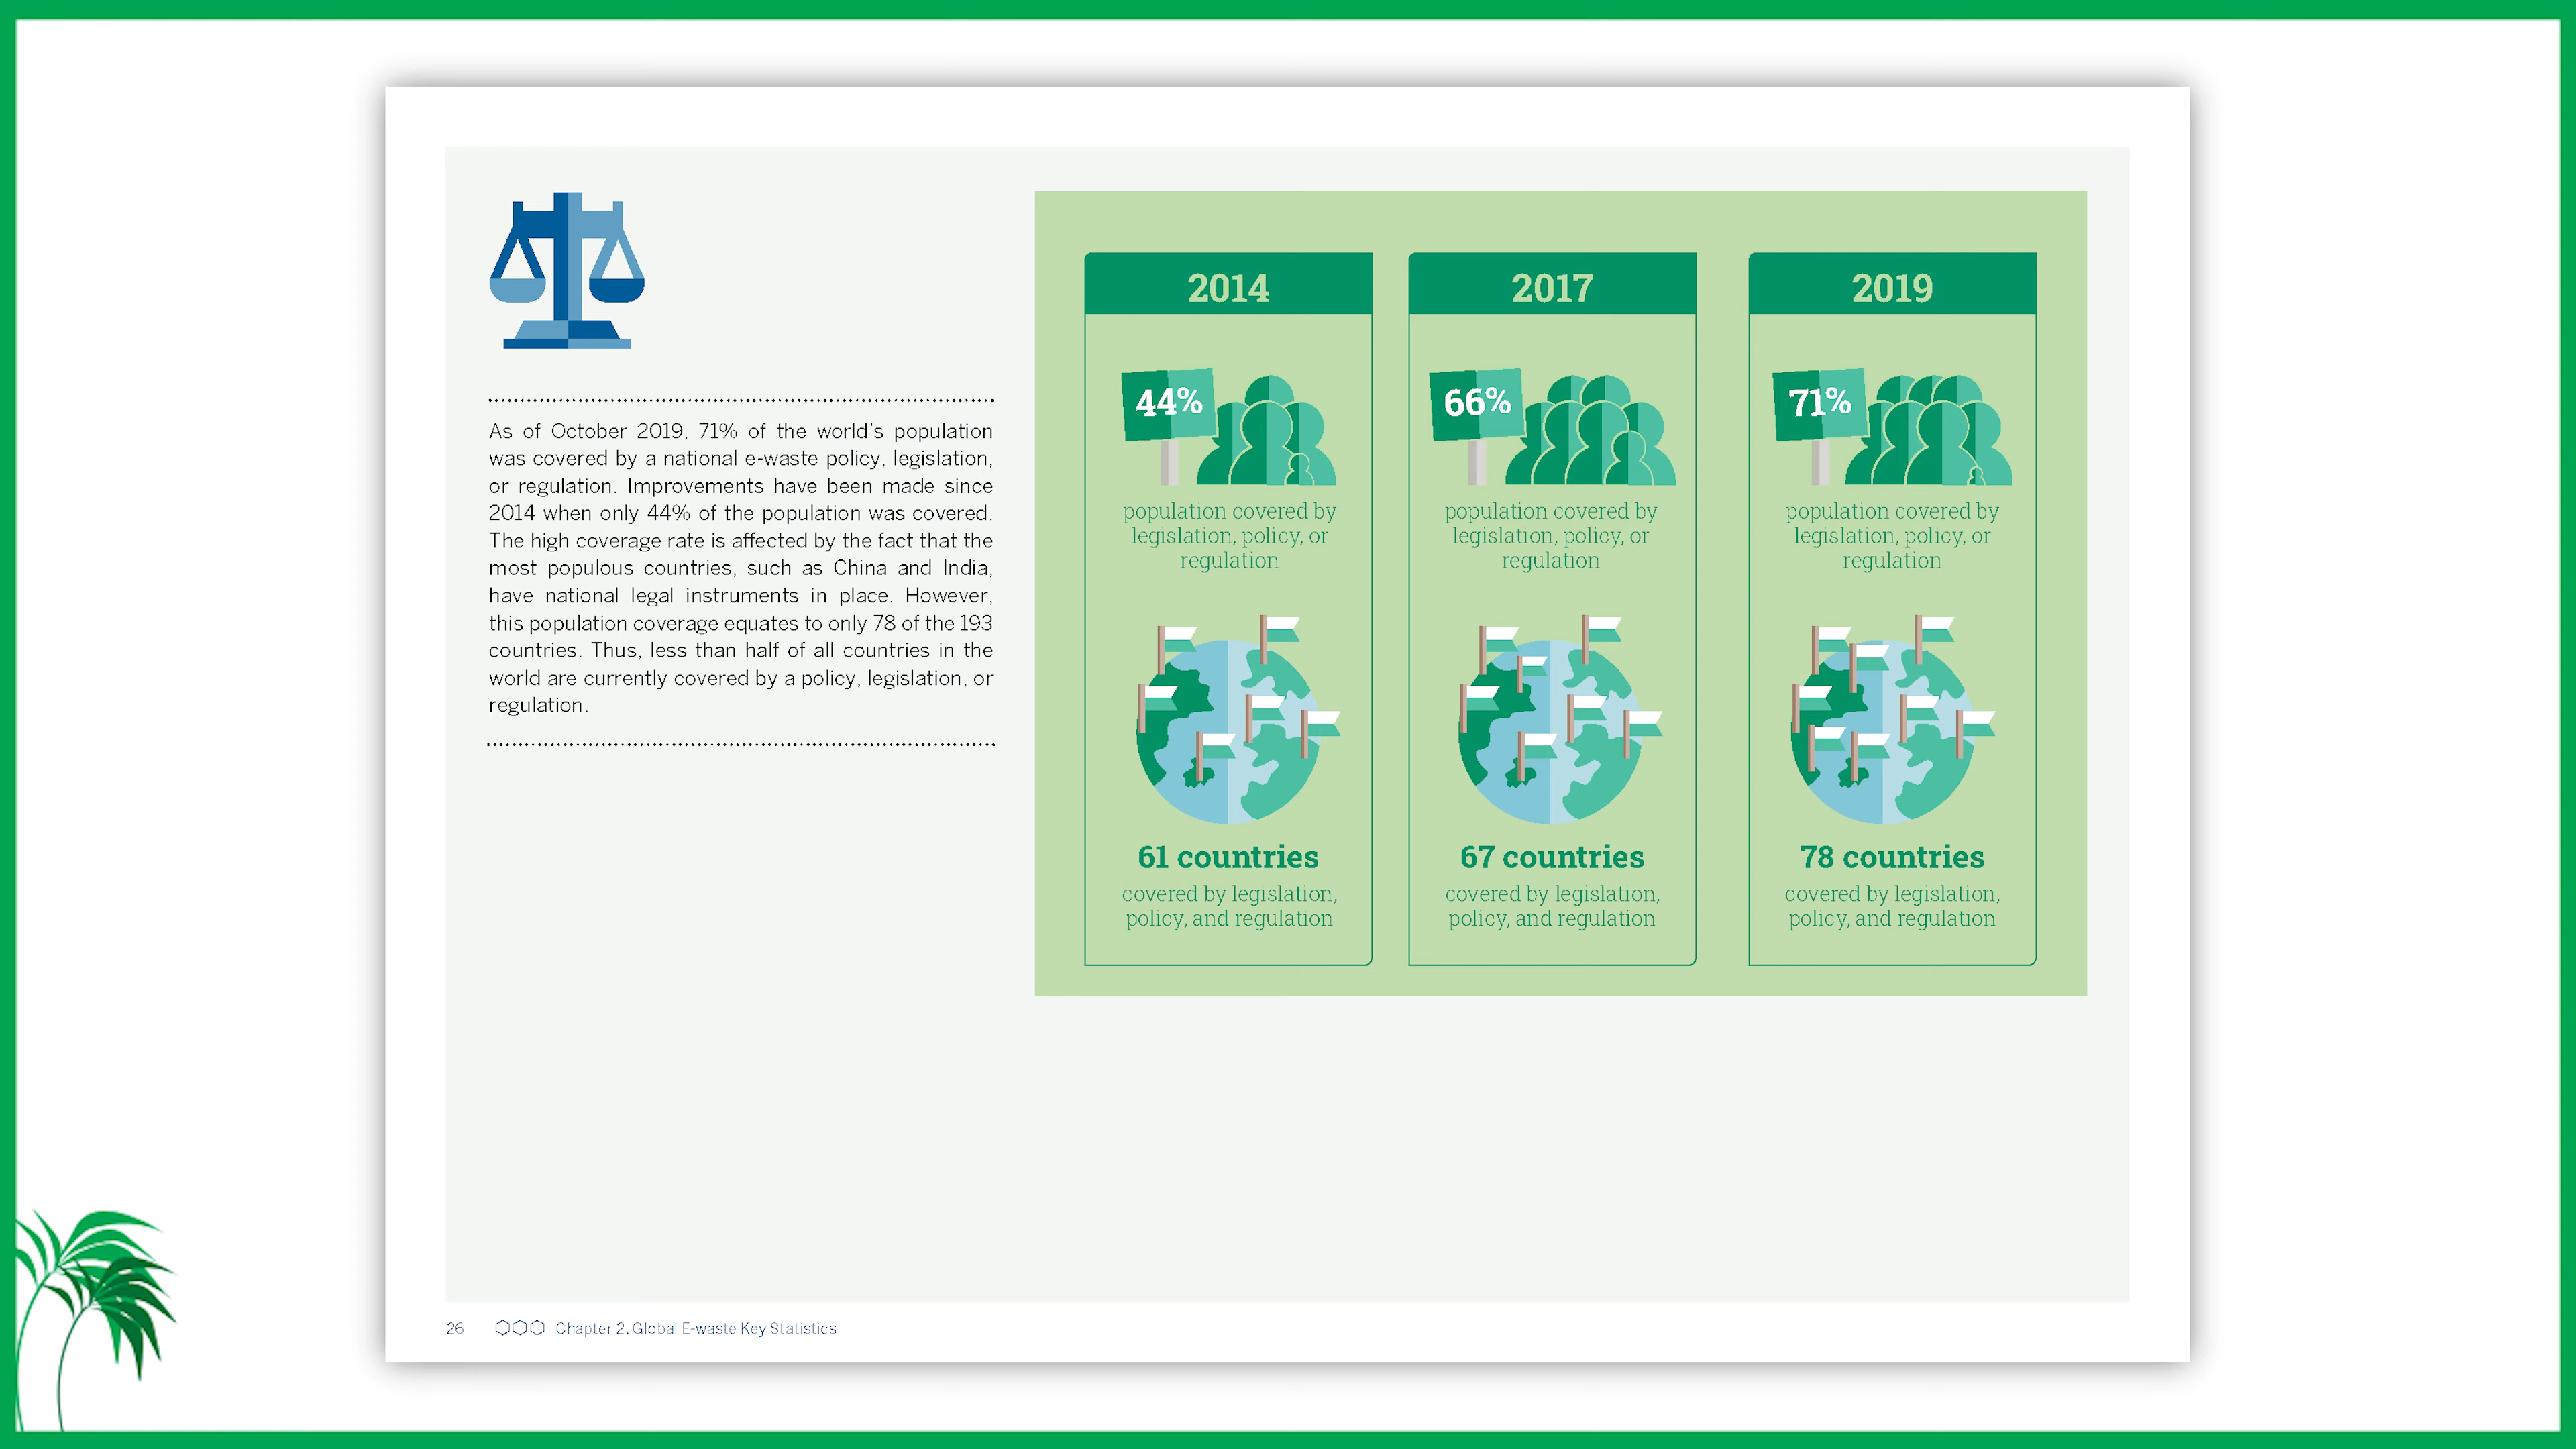 As of October 2019, 71% of the world's population
was covered by a national e-waste policy, legislation,
or regulation. Improvements have been made since
2014 when only 44% of the population was covered.
The high coverage rate is affected by the fact that the
most populous countries, such as China and India,
have national legal instruments in place. However,
this population coverage equates to only 78 of the 193
countries. Thus, less than half of all countries in the
world are currently covered by a policy, legislation, or
regulation.
2014
44%
population covered by
legislation, policy, or
regulation
61 countries
covered by legislation,
policy, and regulation
2017
66%
population covered by
legislation, policy, or
regulation
67 countries
covered by legislation,
policy, and regulation
2019
71%
population covered by
legislation, policy, or
regulation
78 countries
covered by legislation,
policy, and regulation
26 Chapter 2. Global E-waste Key Statistics